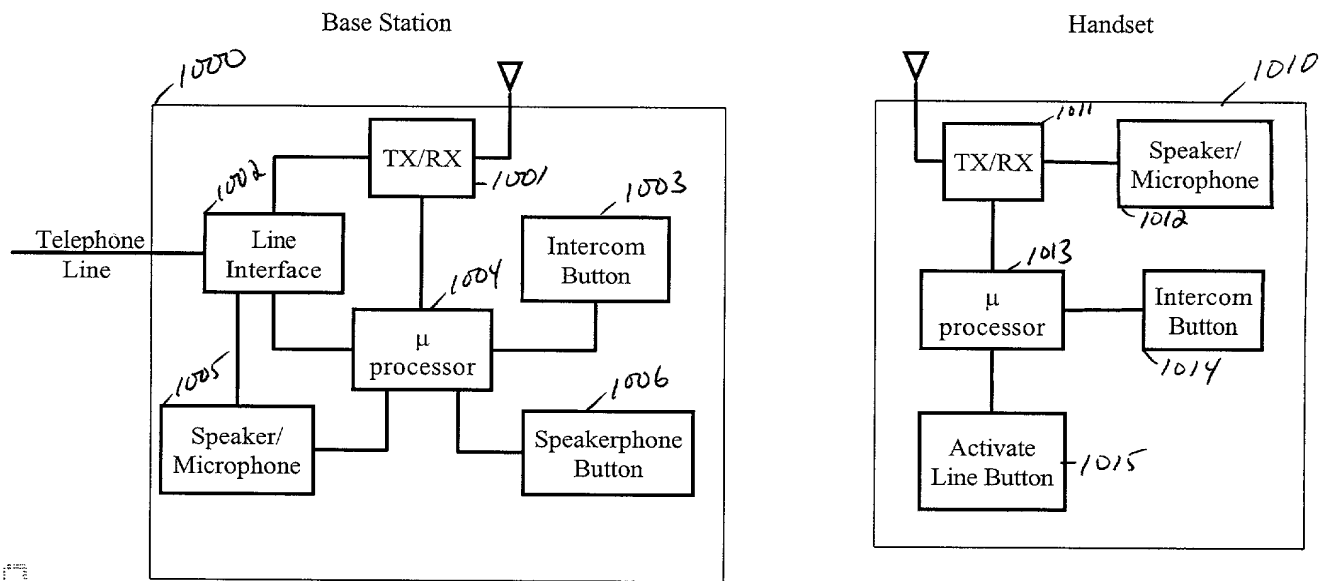 Base Station
Handset
1000
1010
TX/RX
1001
1002
1003
Telephone
Line
Line
Interface
Intercom
Button
1004
μ
processor
1005
1006
Speaker/
Microphone
Speakerphone
Button
1011
TX/RX
Speaker/
Microphone
1012
1013
μ
processor
Intercom
Button
1014
Activate
Line Button
1015